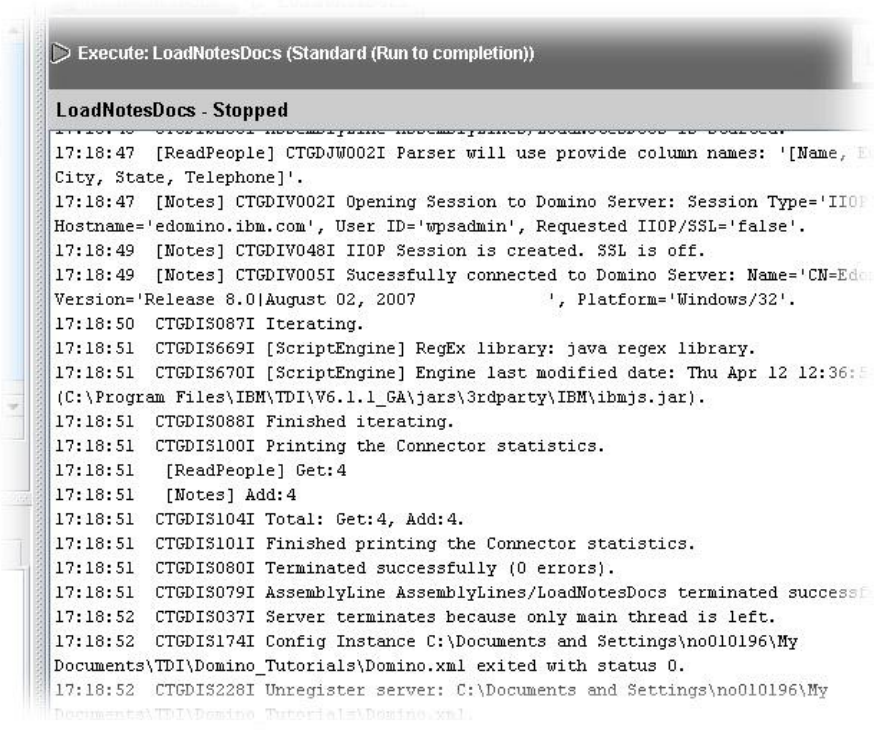 Execute: LoadNotesDocs (Standard (Run to completion))
LoadNotesDocs - Stopped
17:18:47 [ReadPeople] CTGDJW002I Parser will use provide column names: '[Name,
City, State, Telephone]'.
17:18:47 [Notes] CTGDIV002I Opening Session to Domino Server: Session Type='IIOP
Hostname='edomino.ibm.com', User ID='wpsadmin', Requested IIOP/SSL='false'.
17:18:49 [Notes] CTGDIV048I IIOP Session is created. SSL is off.
17:18:49 [Notes] CTGDIV005I Sucessfully connected to Domino Server: Name='CN=Edo
Version='Release 8.0|August 02, 2007 ', Platform='Windows/32'.
17:18:50 CTGDIS087I Iterating.
17:18:51 CTGDIS669I [ScriptEngine] RegEx library: java regex library.
17:18:51 CTGDIS670I [ScriptEngine] Engine last modified date: Thu Apr 12 12:36:5
(C:\Program Files\IBM\TDI\V6.1.1_GA\jars\3rdparty\IBM\ibmjs.jar).
17:18:51 CTGDIS088I Finished iterating.
17:18:51 CTGDIS100I Printing the Connector statistics.
17:18:51 [ReadPeople] Get:4
17:18:51 [Notes] Add:4
17:18:51 CTGDIS104I Total: Get:4, Add:4.
17:18:51 CTGDIS101I Finished printing the Connector statistics.
17:18:51 CTGDIS080I Terminated successfully (0 errors).
17:18:51 CTGDIS079I AssemblyLine AssemblyLines/LoadNotesDocs terminated successf
17:18:52 CTGDIS037I Server terminates because only main thread is left.
17:18:52 CTGDIS174I Config Instance C:\Documents and Settings\no010196\My
Documents\TDI\Domino_Tutorials\Domino.xml exited with status 0.
17:18:52 CTGDIS228I Unregister server: C:\Documents and Settings\no010196\My
Documents\TDI\Domino_Tutorials\Domino.xml.